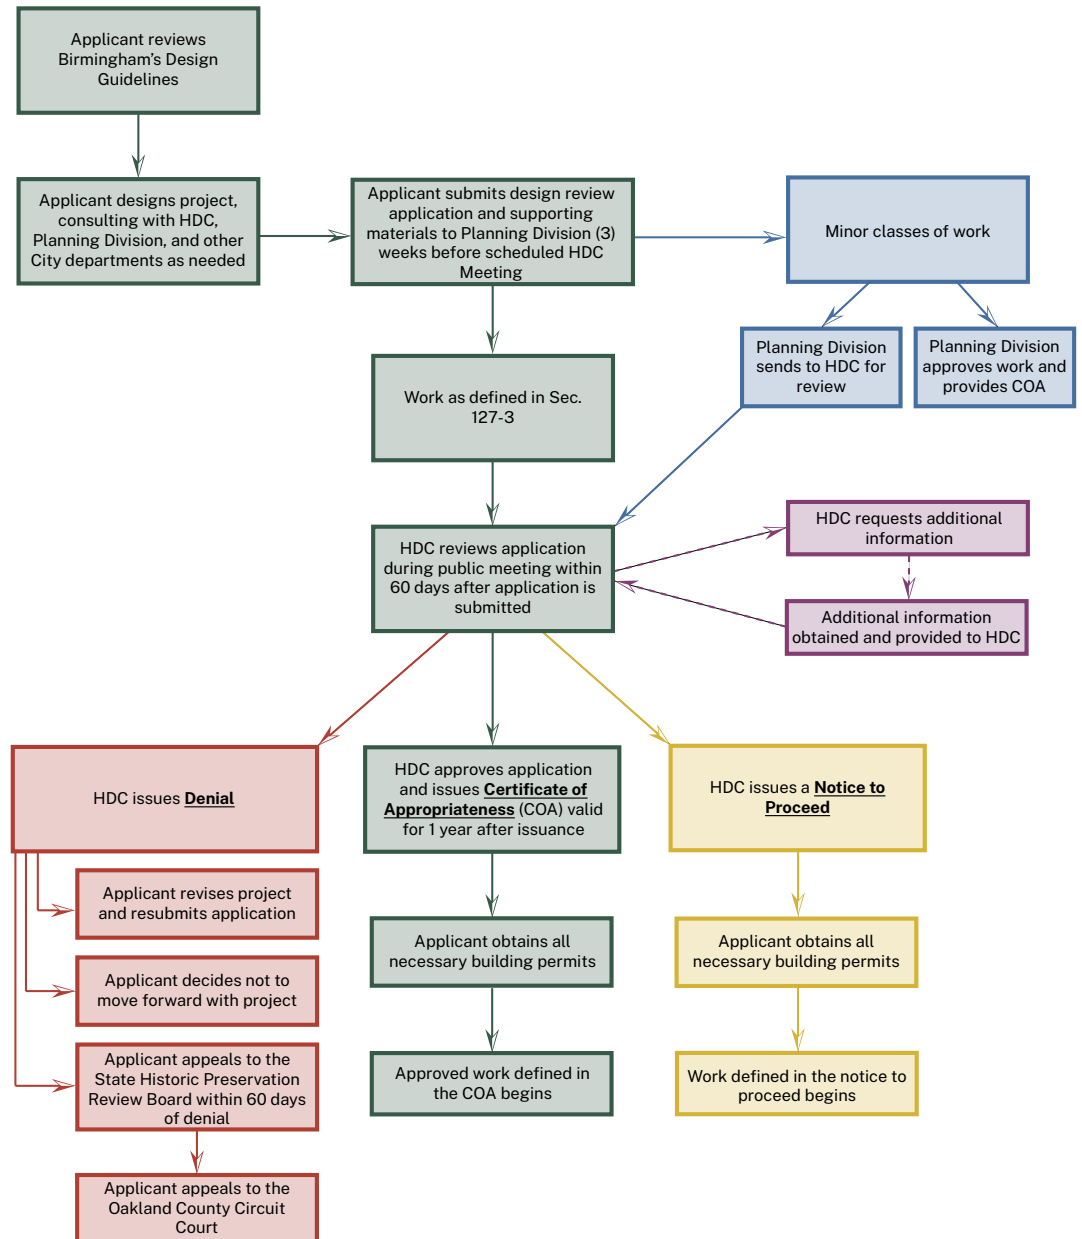 Applicant reviews
Birmingham’s Design
Guidelines
Applicant designs project,
consulting with HDC,
Planning Division, and other
City departments as needed
Applicant submits design review
application and supporting
materials to Planning Division (3)
weeks before scheduled HDC
Meeting
Minor classes of work
Planning Division
sends to HDC for
review
Planning Division
approves work and
provides COA
Work as defined in Sec.
127-3
HDC reviews application
during public meeting within
60 days after application is
submitted
HDC requests additional
information
Additional information
obtained and provided to HDC
HDC issues Denial
HDC approves application
and issues Certificate of
Appropriateness (COA) valid
for 1 year after issuance
HDC issues a Notice to
Proceed
Applicant revises project
and resubmits application
Applicant decides not to
move forward with project
Applicant appeals to the
State Historic Preservation
Review Board within 60 days
of denial
Applicant appeals to the
Oakland County Circuit
Court
Applicant obtains all
necessary building permits
Approved work defined in
the COA begins
Applicant obtains all
necessary building permits
Work defined in the notice to
proceed begins